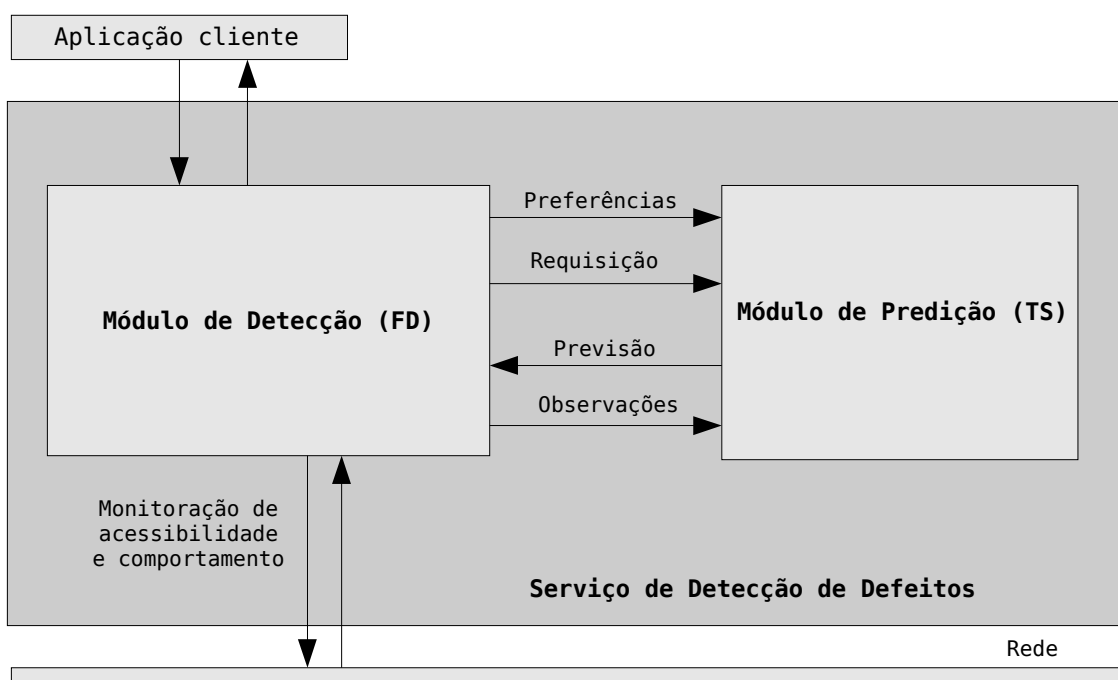 Aplicação cliente
Preferências
Requisição
Módulo de Detecção (FD)
Módulo de Predição (TS)
Previsão
Observações
Monitoração de
acessibilidade
e comportamento
Serviço de Detecção de Defeitos
Rede